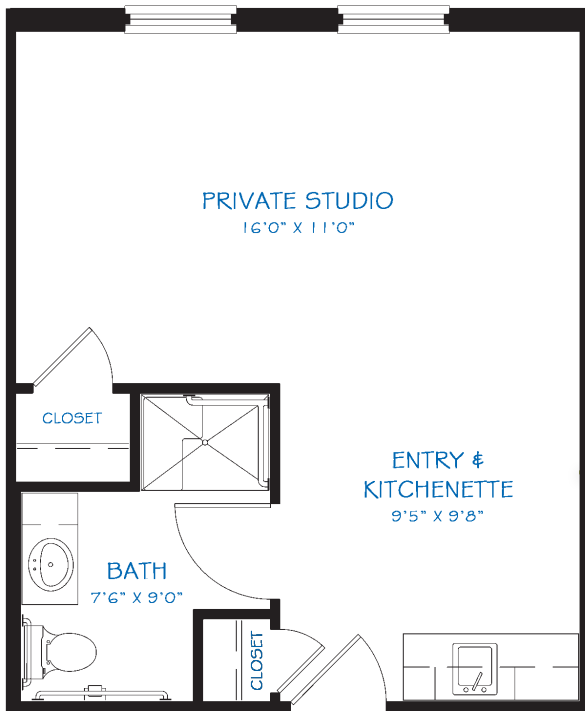 PRIVATE STUDIO
16'0" X 11'0"
CLOSET
ENTRY &
KITCHENETTE
9'5" X 9'8"
BATH
7'6" X 9'0"
CLOSET